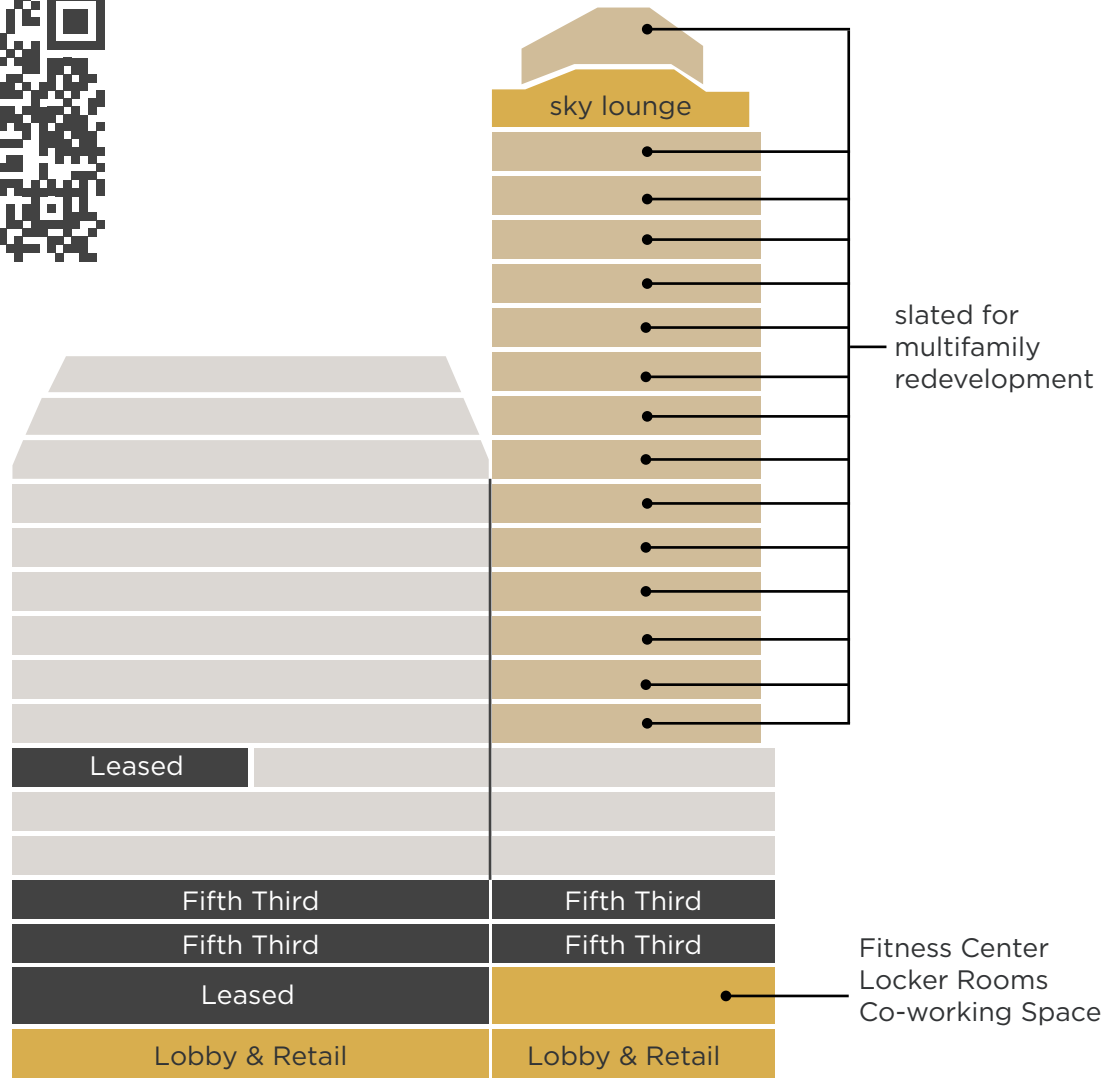 sky lounge
slated for
multifamily
redevelopment
Leased
Fifth Third Fifth Third
Fifth Third Fifth Third
Leased
Fitness Center
Locker Rooms
Co-working Space
Lobby & Retail Lobby & Retail